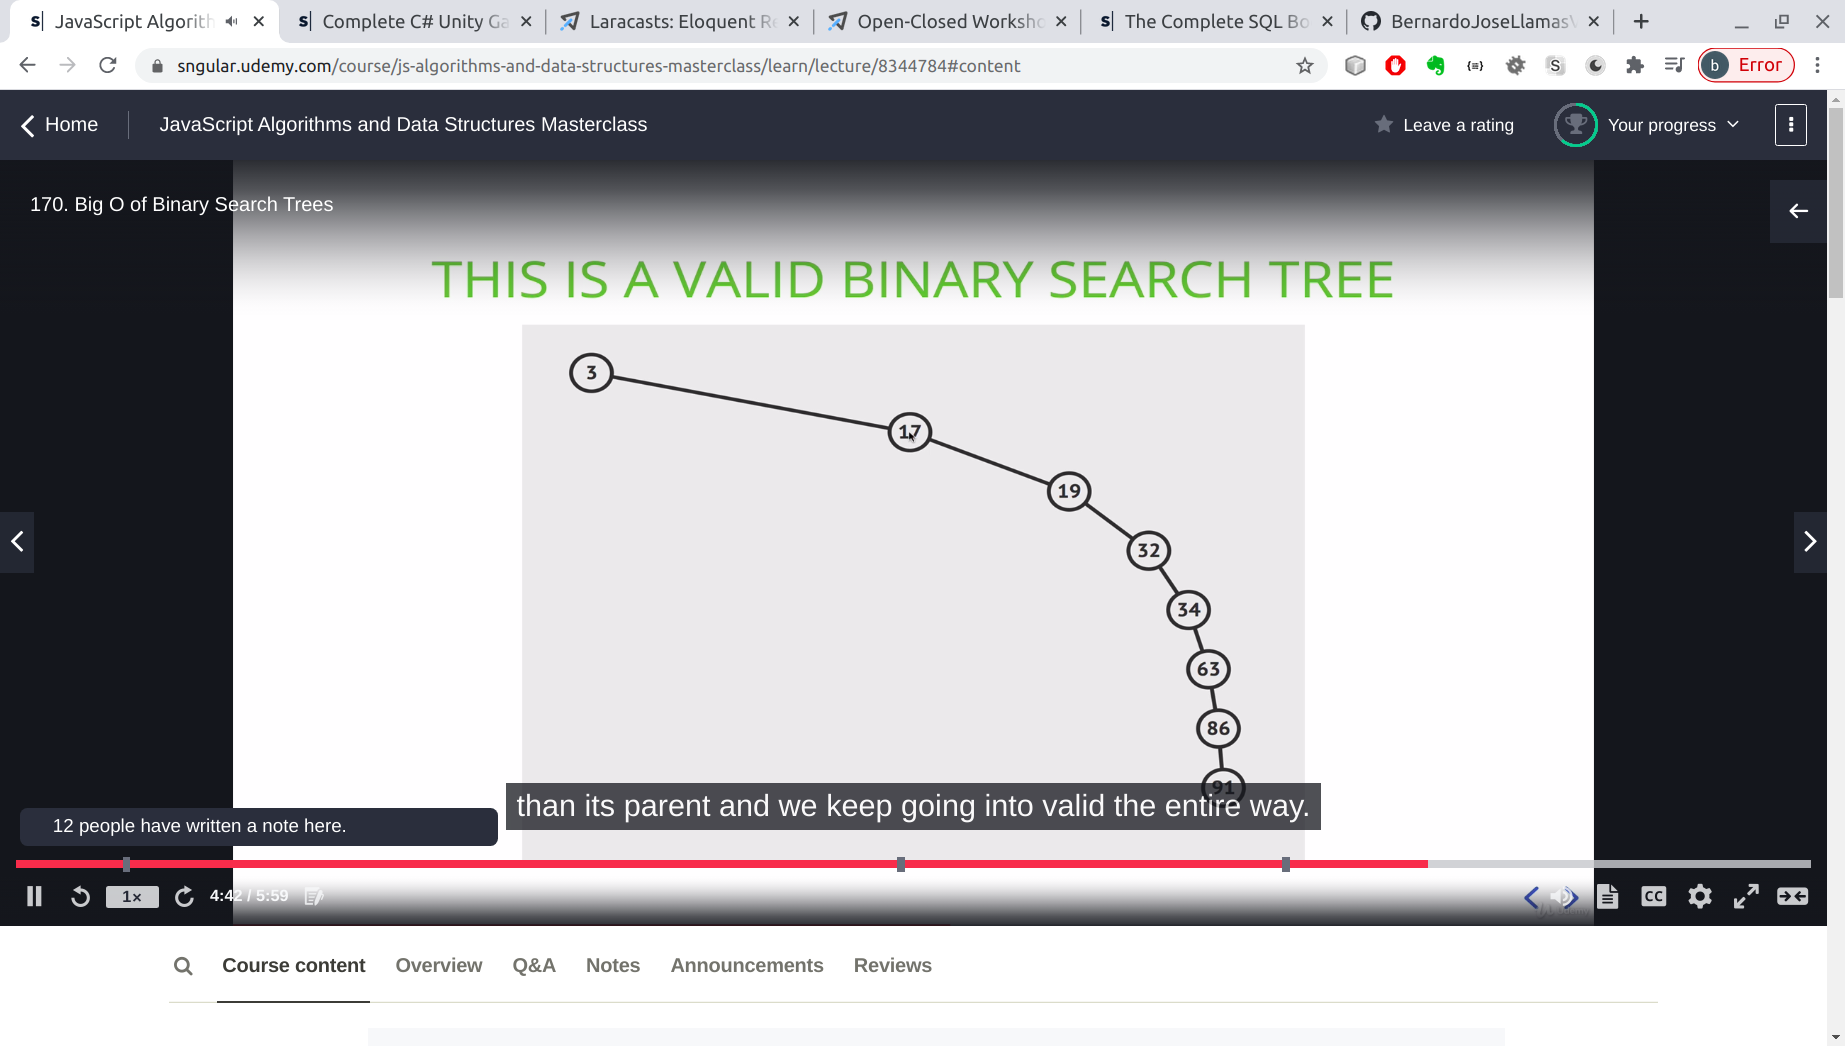 JavaScript Algorith
Complete C# Unity Ga
Laracasts: Eloquent Re
Open-Closed Worksho
The Complete SQL Bo
BernardoJoseLlamasV
sngular.udemy.com/course/js-algorithms-and-data-structures-masterclass/learn/lecture/8344784#content
b Error
Home
JavaScript Algorithms and Data Structures Masterclass
Leave a rating
Your progress
170. Big O of Binary Search Trees
THIS IS A VALID BINARY SEARCH TREE
3
17
19
32
34
63
86
91
than its parent and we keep going into valid the entire way.
12 people have written a note here.
1×
4:42 / 5:59
CC
Course content
Overview
Q&A
Notes
Announcements
Reviews